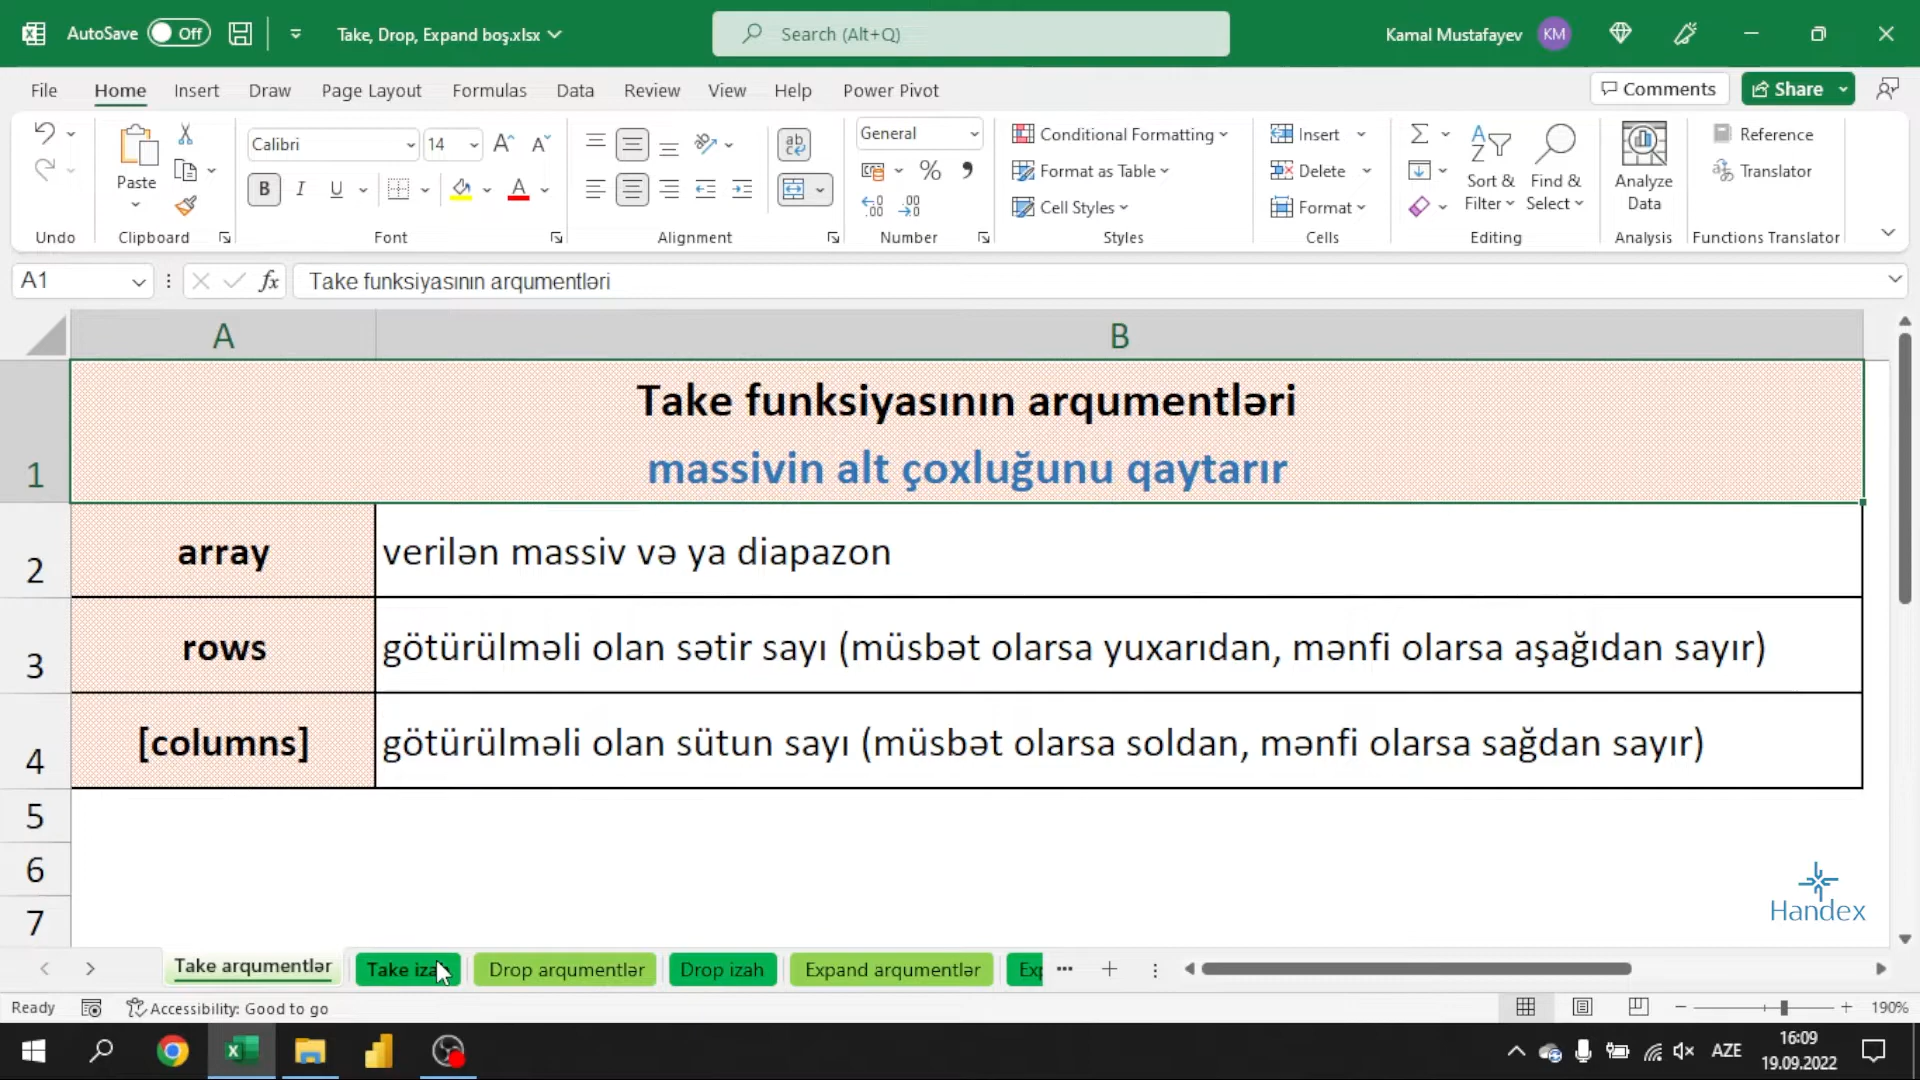 AutoSave Off
Take, Drop, Expand boş.xlsx
Search (Alt+Q)
Kamal Mustafayev KM
File Home Insert Draw Page Layout Formulas Data Review View Help Power Pivot
Comments Share
Calibri 14
General
Conditional Formatting
Insert
Reference
Paste
B I U
Format as Table
Delete
Sort & Filter
Find & Select
Analyze Data
Translator
Cell Styles
Format
Undo Clipboard Font Alignment Number Styles Cells Editing Analysis Functions Translator
A1 fx Take funksiyasının arqumentləri
A B
Take funksiyasının arqumentləri
1 massivin alt çoxluğunu qaytarır
2 array verilən massiv və ya diapazon
3 rows götürülməli olan sətir sayı (müsbət olarsa yuxarıdan, mənfi olarsa aşağıdan sayır)
4 [columns] götürülməli olan sütun sayı (müsbət olarsa soldan, mənfi olarsa sağdan sayır)
5
6
7
Handex
Take arqumentlər Drop arqumentlər Drop izah Expand arqumentlər Exp
Ready Accessibility: Good to go 190%
AZE
16:09
19.09.2022